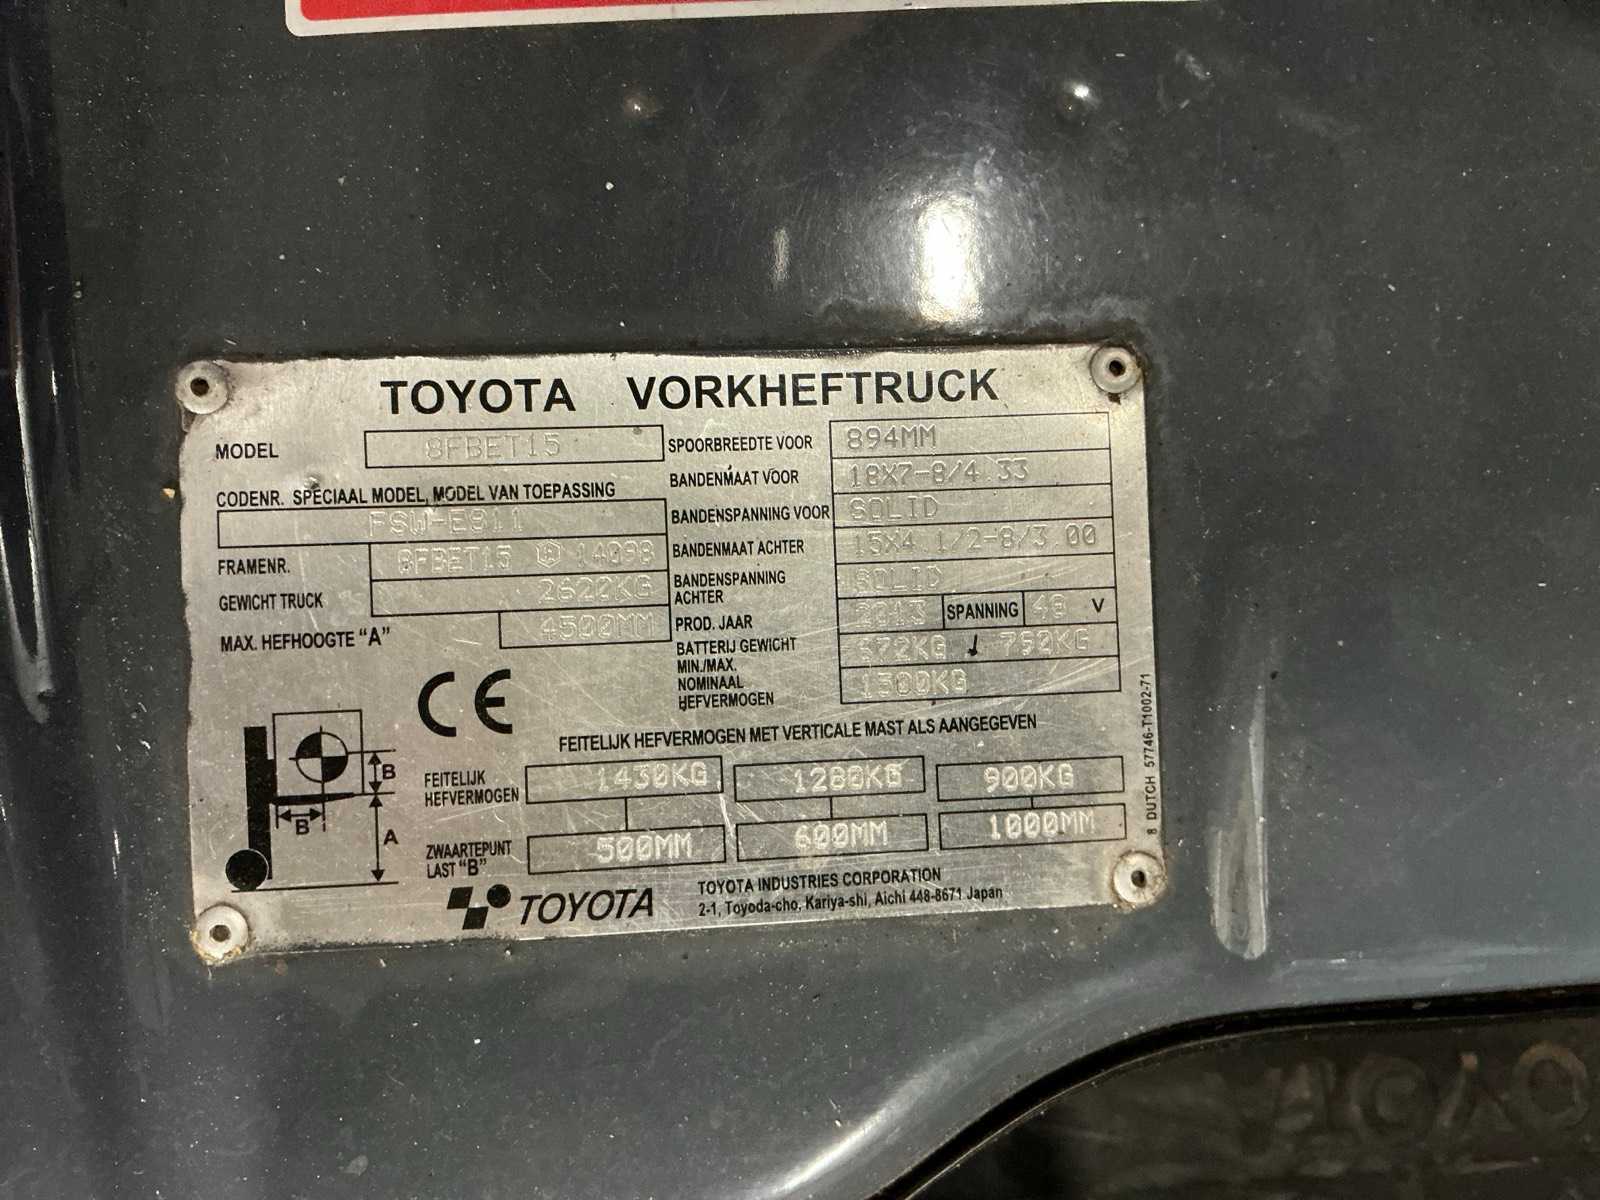 TOYOTA VORKHEFTRUCK
MODEL 8FBET15
CODENR. SPECIAAL MODEL, MODEL VAN TOEPASSING
FSW-E811
FRAMENR. 8FBET15 14098
GEWICHT TRUCK 2620KG
MAX. HEFHOOGTE "A" 4500MM
SPOORBREEDTE VOOR 894MM
BANDENMAAT VOOR 18X7-8/4.33
BANDENSPANNING VOOR SOLID
BANDENMAAT ACHTER 15X4 1/2-8/3.00
BANDENSPANNING ACHTER SOLID
PROD. JAAR 2013 SPANNING 48 V
BATTERIJ GEWICHT MIN./MAX. 672KG / 750KG
NOMINAAL HEFVERMOGEN 1500KG
CE
FEITELIJK HEFVERMOGEN MET VERTICALE MAST ALS AANGEGEVEN
FEITELIJK HEFVERMOGEN 1430KG 1280KG 900KG
ZWAARTEPUNT LAST "B" 500MM 600MM 1000MM
B
B
A
TOYOTA
TOYOTA INDUSTRIES CORPORATION
2-1, Toyoda-cho, Kariya-shi, Aichi 448-8671 Japan
8 DUTCH 57746-T1002-71
TOYO